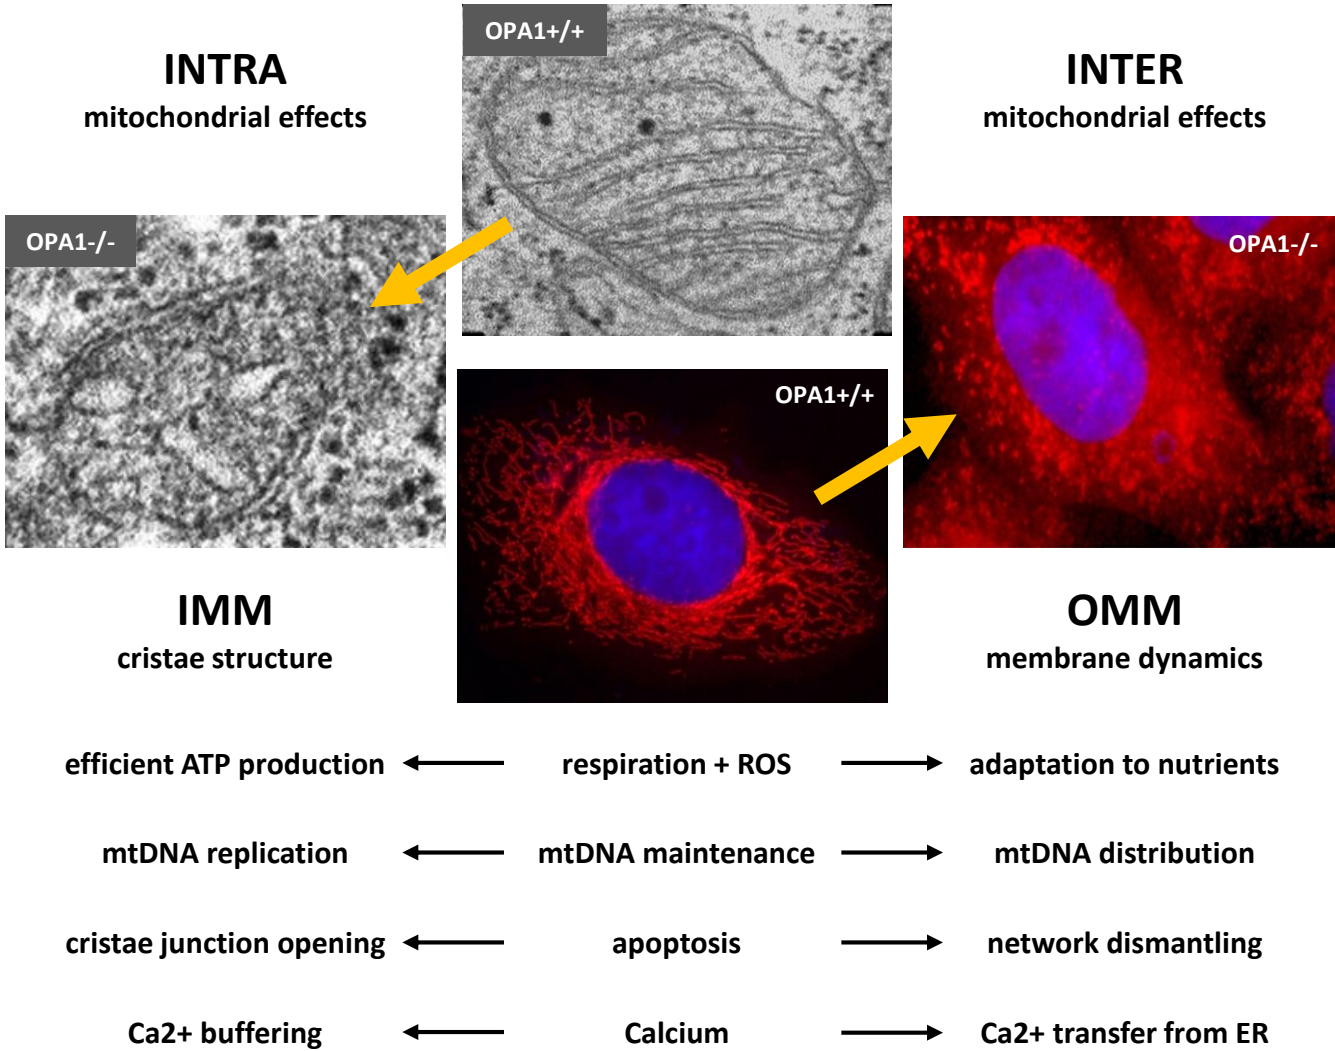 OPA1+/+
INTRA
mitochondrial effects
INTER
mitochondrial effects
OPA1-/-
OPA1-/-
OPA1+/+
IMM
cristae structure
OMM
membrane dynamics
efficient ATP production respiration + ROS adaptation to nutrients
mtDNA replication mtDNA maintenance mtDNA distribution
cristae junction opening apoptosis network dismantling
Ca2+ buffering Calcium Ca2+ transfer from ER